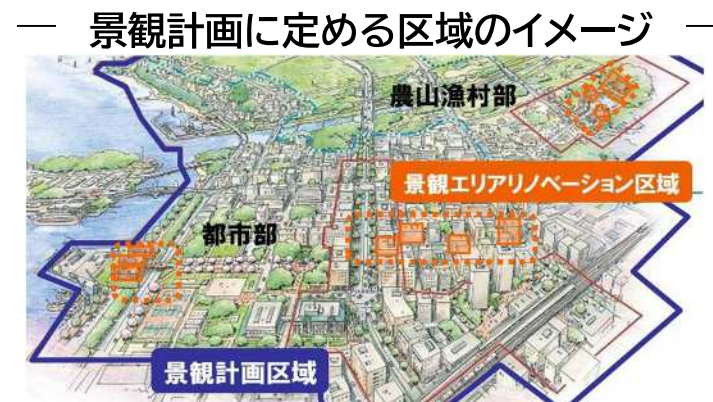 景観計画に定める区域のイメージ
農山漁村部
景観エリアリノベーション区域
都市部
景観計画区域